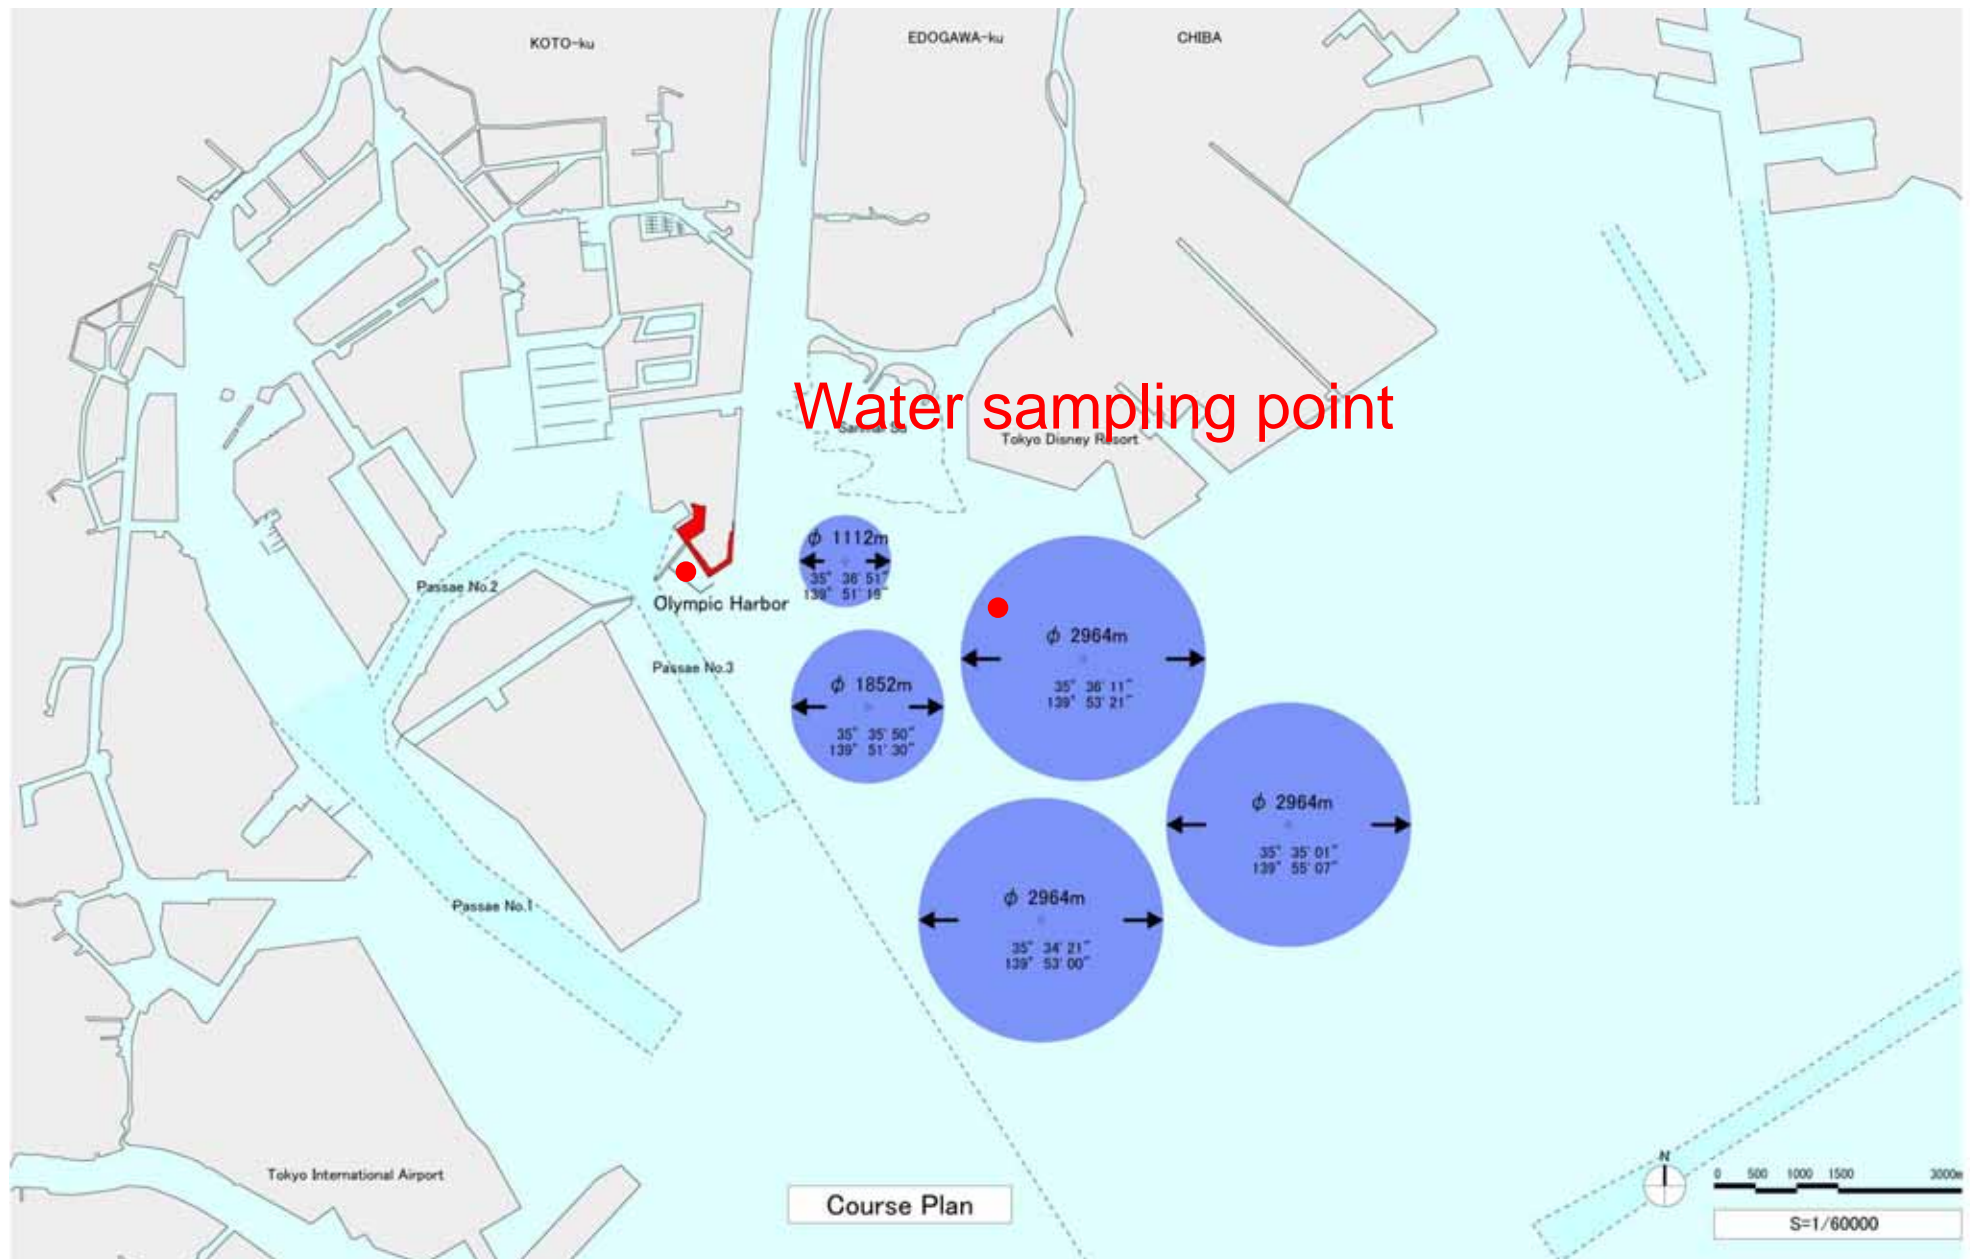 KOTO-ku
EDOGAWA-ku
CHIBA
Water sampling point
Tokyo Disney Resort
φ 1112m
35° 36' 51"
139° 51' 19"
Passae No.2
Olympic Harbor
φ 2964m
35° 36' 11"
139° 53' 21"
Passae No.3
φ 1852m
35° 35' 50"
139° 51' 30"
φ 2964m
35° 35' 01"
139° 55' 07"
φ 2964m
35° 34' 21"
139° 53' 00"
Passae No.1
Tokyo International Airport
Course Plan
N
0 500 1000 1500 3000m
S=1/60000